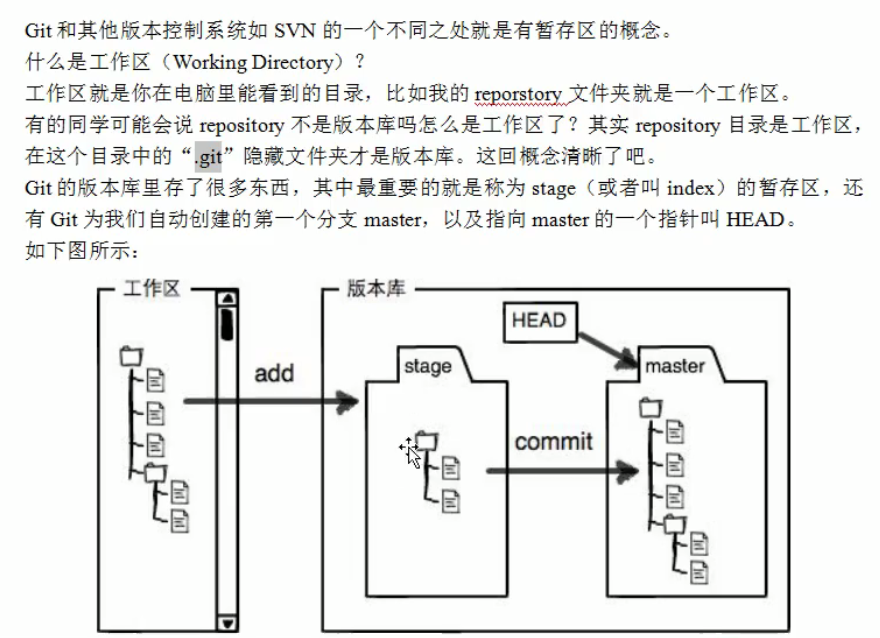 Git和其他版本控制系统如 SVN 的一个不同之处就是有暂存区的概念。
什么是工作区（Working Directory）？
工作区就是你在电脑里能看到的目录，比如我的 reporstory 文件夹就是一个工作区。
有的同学可能会说 repository 不是版本库吗怎么是工作区了？其实 repository 目录是工作区，
在这个目录中的“.git”隐藏文件夹才是版本库。这回概念清晰了吧。
Git 的版本库里存了很多东西，其中最重要的就是称为 stage（或者叫 index）的暂存区，还
有 Git 为我们自动创建的第一个分支 master，以及指向 master 的一个指针叫 HEAD。
如下图所示：
工作区
版本库
HEAD
stage
master
add
commit